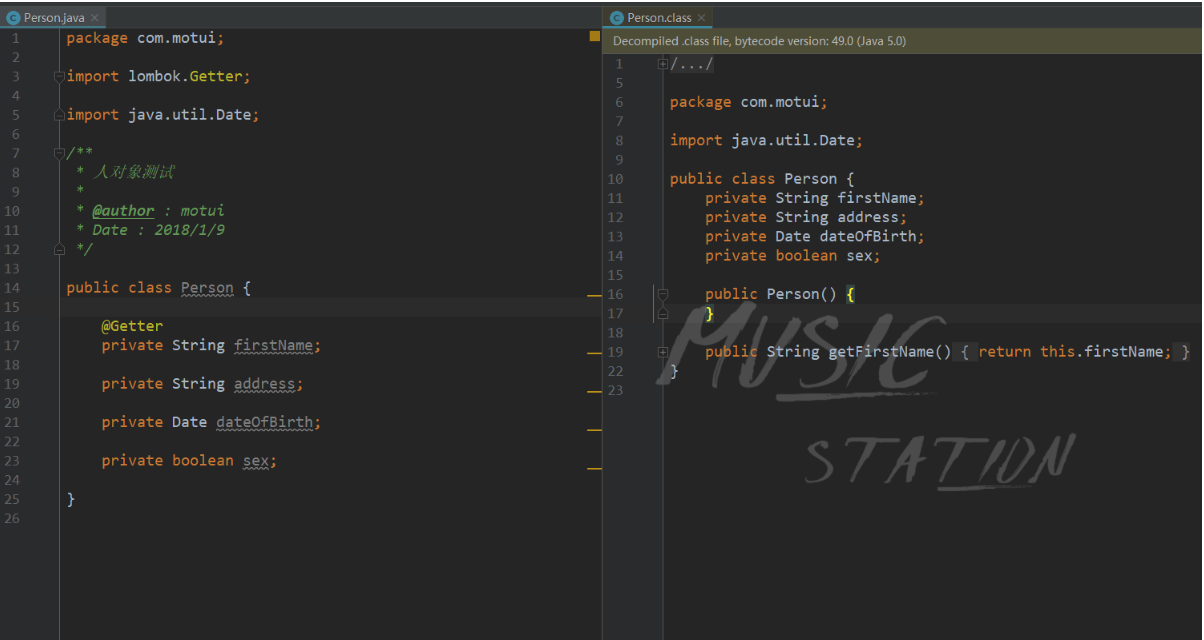 Person.java
1 package com.motui;
2
3 import lombok.Getter;
4
5 import java.util.Date;
6
7 /**
8 * 人对象测试
9 *
10 * @author : motui
11 * Date : 2018/1/9
12 */
13
14 public class Person {
15
16 @Getter
17 private String firstName;
18
19 private String address;
20
21 private Date dateOfBirth;
22
23 private boolean sex;
24
25 }
26
Person.class
Decompiled .class file, bytecode version: 49.0 (Java 5.0)
1 /.../
5
6 package com.motui;
7
8 import java.util.Date;
9
10 public class Person {
11 private String firstName;
12 private String address;
13 private Date dateOfBirth;
14 private boolean sex;
15
16 public Person() {
17 }
18
19 public String getFirstName() { return this.firstName; }
22 }
23
MUSIC
STATION